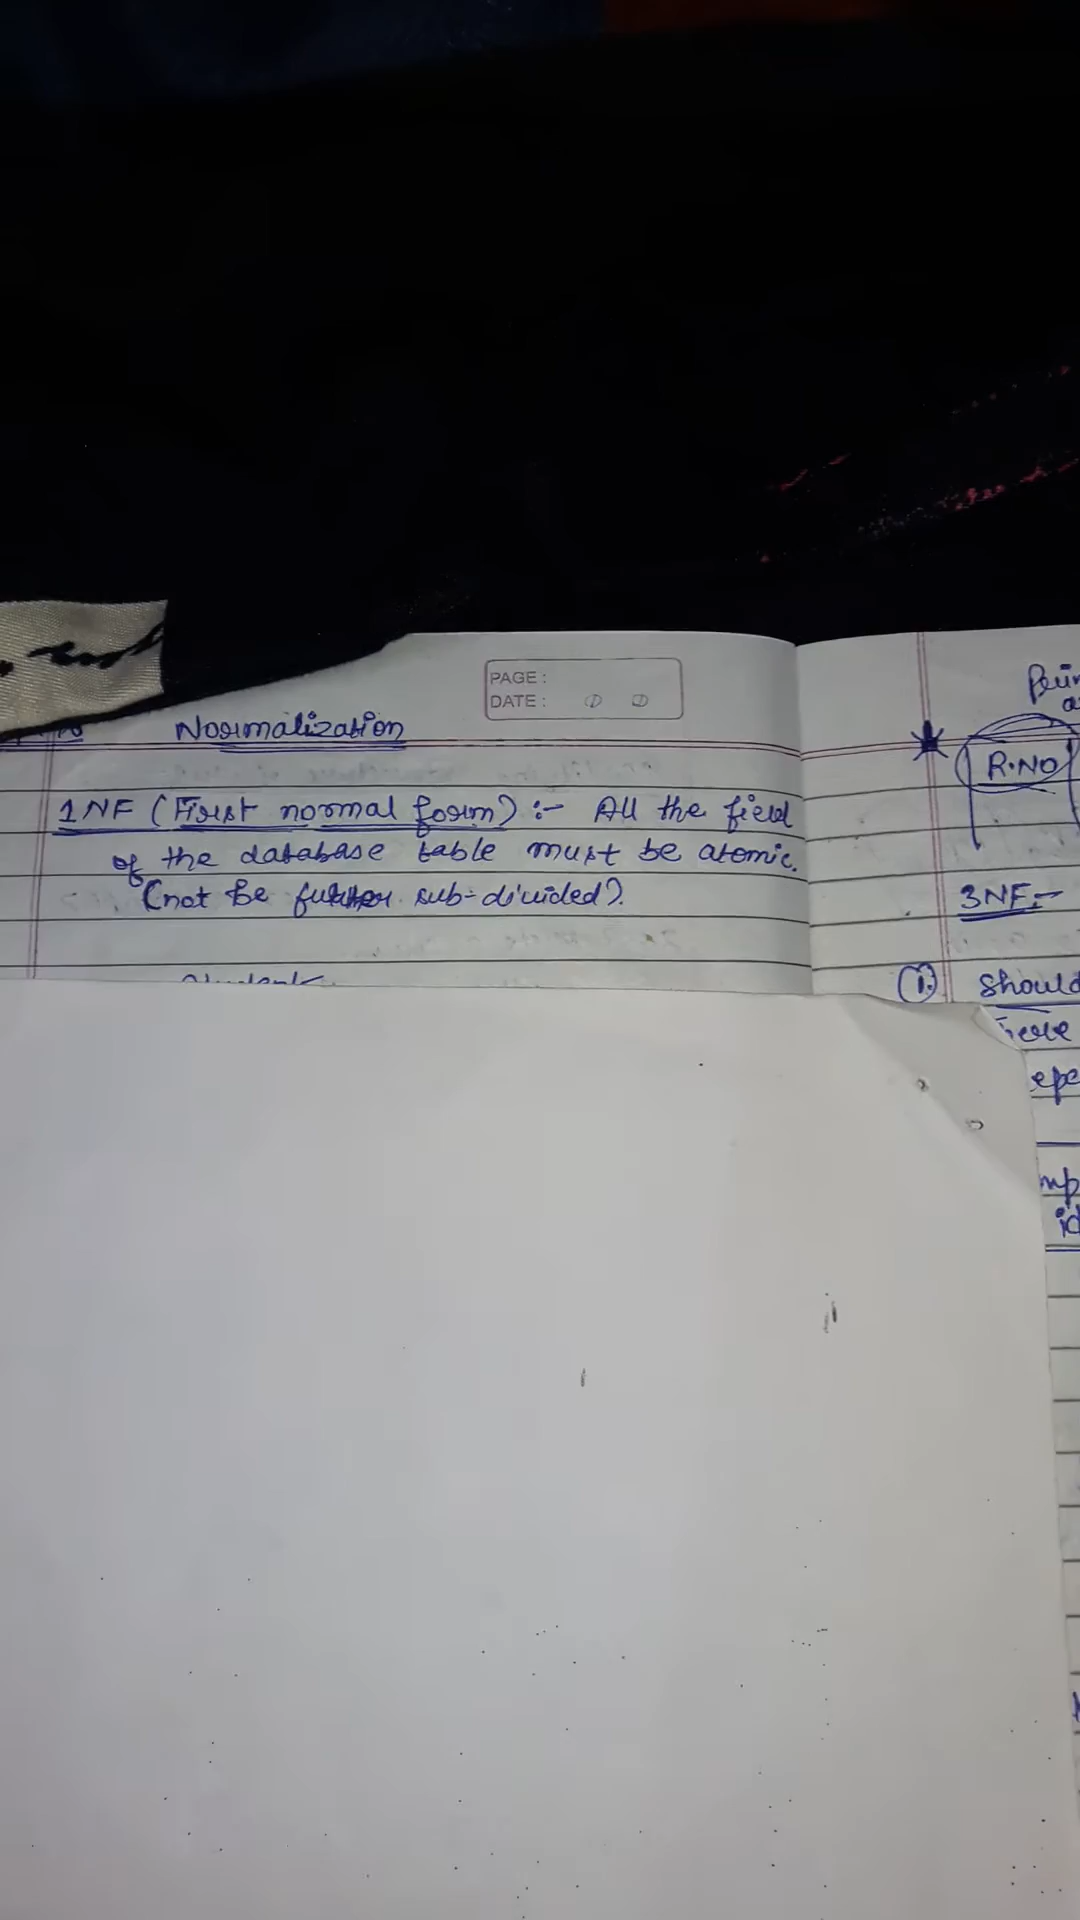 PAGE :
DATE :
Normalization
1NF (First normal form) :- All the field
of the database table must be atomic.
(not be further sub-divided).
R.NO
3NF:-
1. should